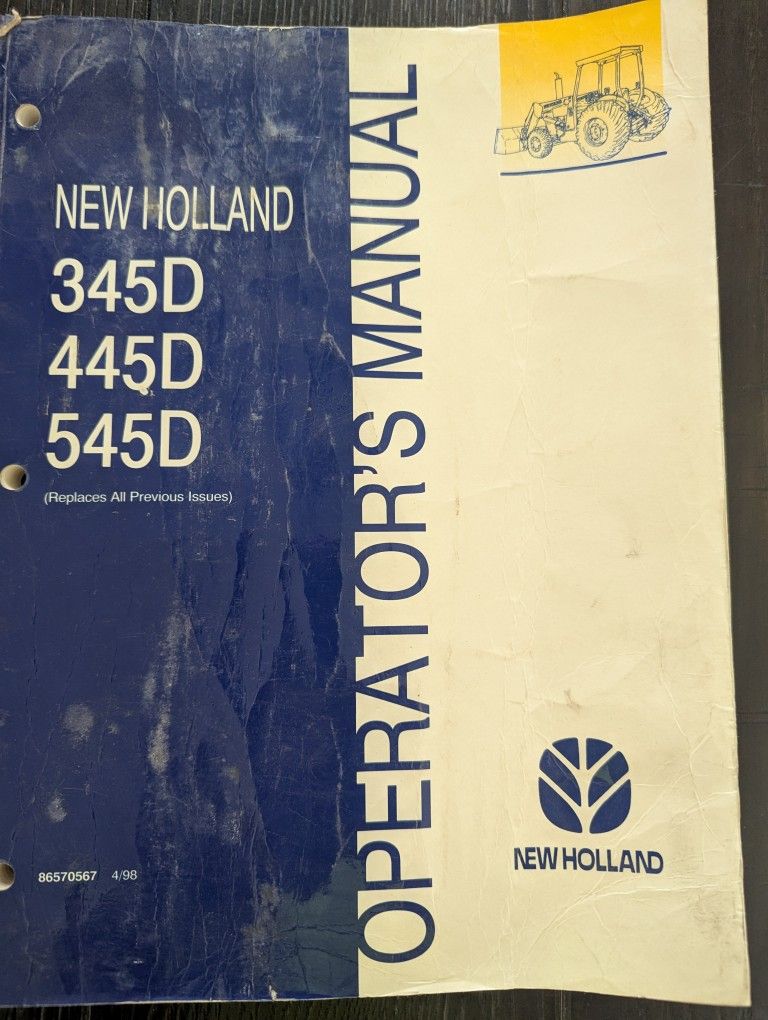 NEW HOLLAND
345D
445D
545D
(Replaces All Previous Issues)
86570567 4/98
OPERATOR'S MANUAL
NEW HOLLAND